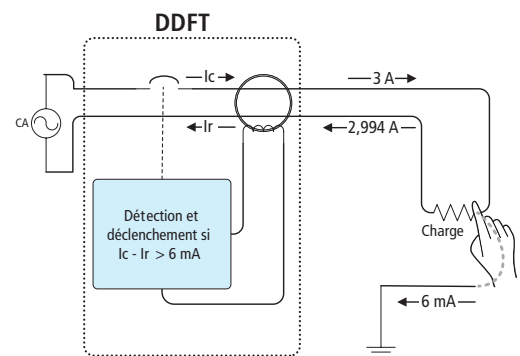 DDFT
Ic
3 A
CA
Ir
2,994 A
Détection et
déclenchement si
Ic - Ir > 6 mA
Charge
6 mA